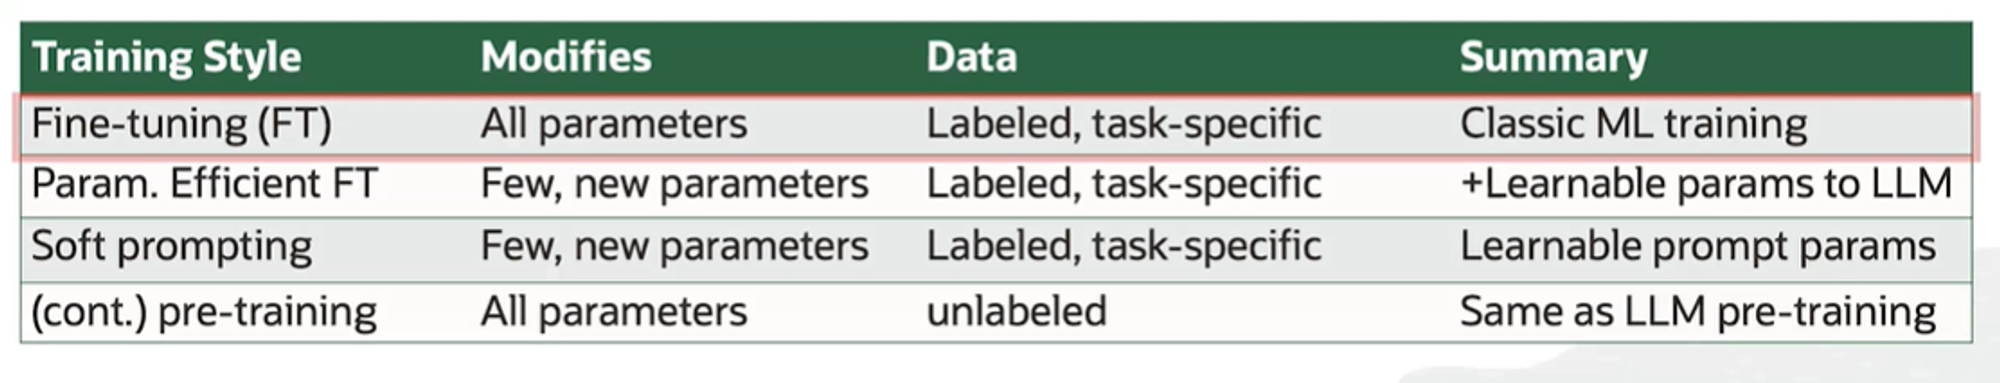 Training Style Modifies Data Summary
Fine-tuning (FT) All parameters Labeled, task-specific Classic ML training
Param. Efficient FT Few, new parameters Labeled, task-specific +Learnable params to LLM
Soft prompting Few, new parameters Labeled, task-specific Learnable prompt params
(cont.) pre-training All parameters unlabeled Same as LLM pre-training